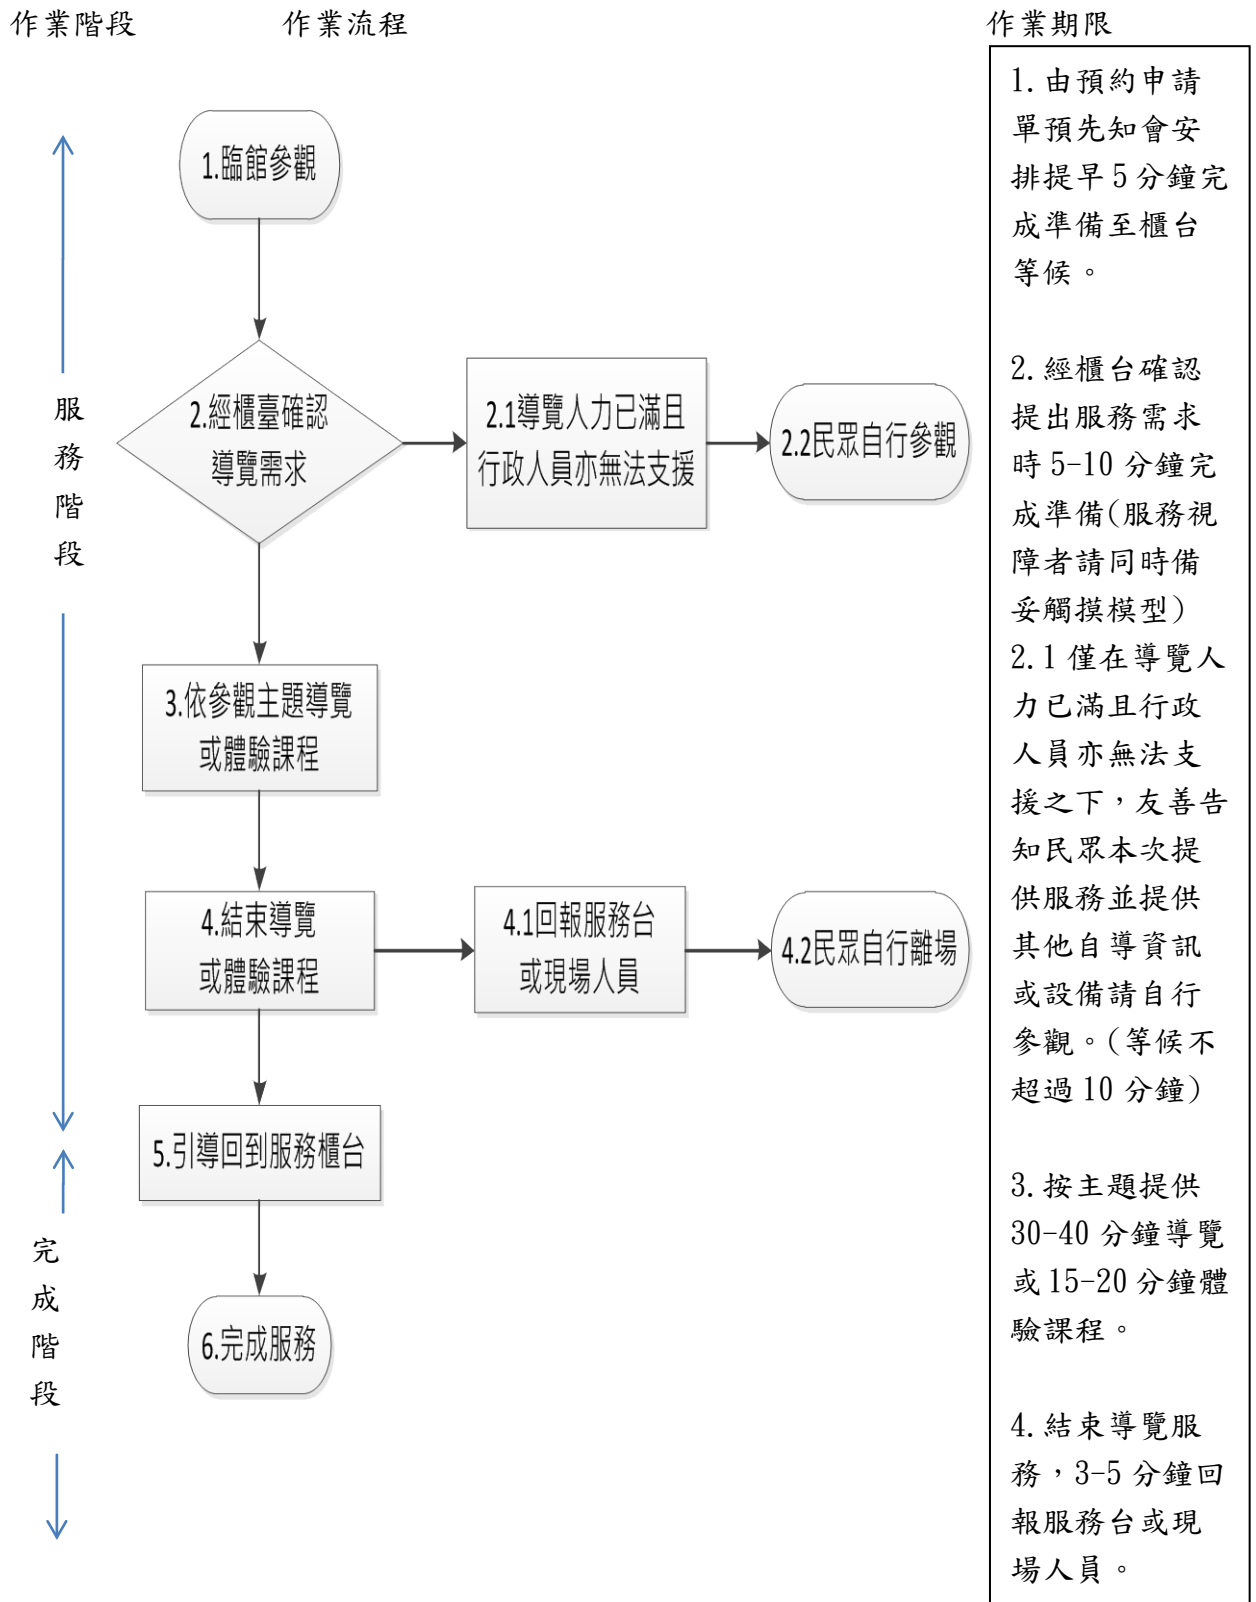 作業階段 作業流程 作業期限
1.臨館參觀
2.經櫃臺確認
導覽需求
2.1導覽人力已滿且
行政人員亦無法支援
2.2民眾自行參觀
3.依參觀主題導覽
或體驗課程
4.結束導覽
或體驗課程
4.1回報服務台
或現場人員
4.2民眾自行離場
5.引導回到服務櫃台
6.完成服務
服
務
階
段
完
成
階
段
1.由預約申請
單預先知會安
排提早5分鐘完
成準備至櫃台
等候。
2.經櫃台確認
提出服務需求
時5-10分鐘完
成準備(服務視
障者請同時備
妥觸摸模型)
2.1僅在導覽人
力已滿且行政
人員亦無法支
援之下，友善告
知民眾本次提
供服務並提供
其他自導資訊
或設備請自行
參觀。(等候不
超過10分鐘)
3.按主題提供
30-40分鐘導覽
或15-20分鐘體
驗課程。
4.結束導覽服
務，3-5分鐘回
報服務台或現
場人員。